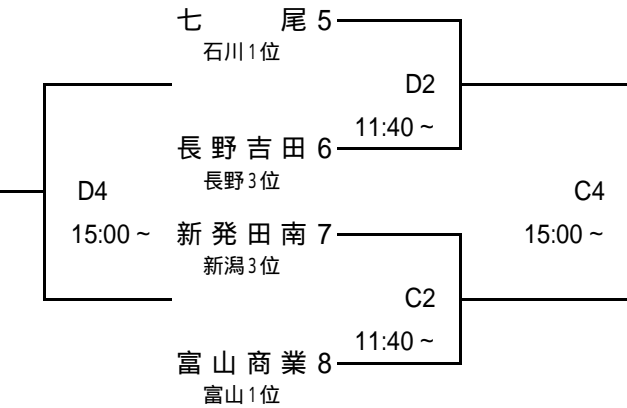 七 尾 5
石川1位
D2
11:40 ~
長野吉田 6
長野3位
D4
C4
15:00 ~
新発田南 7
15:00 ~
新潟3位
C2
11:40 ~
富山商業 8
富山1位